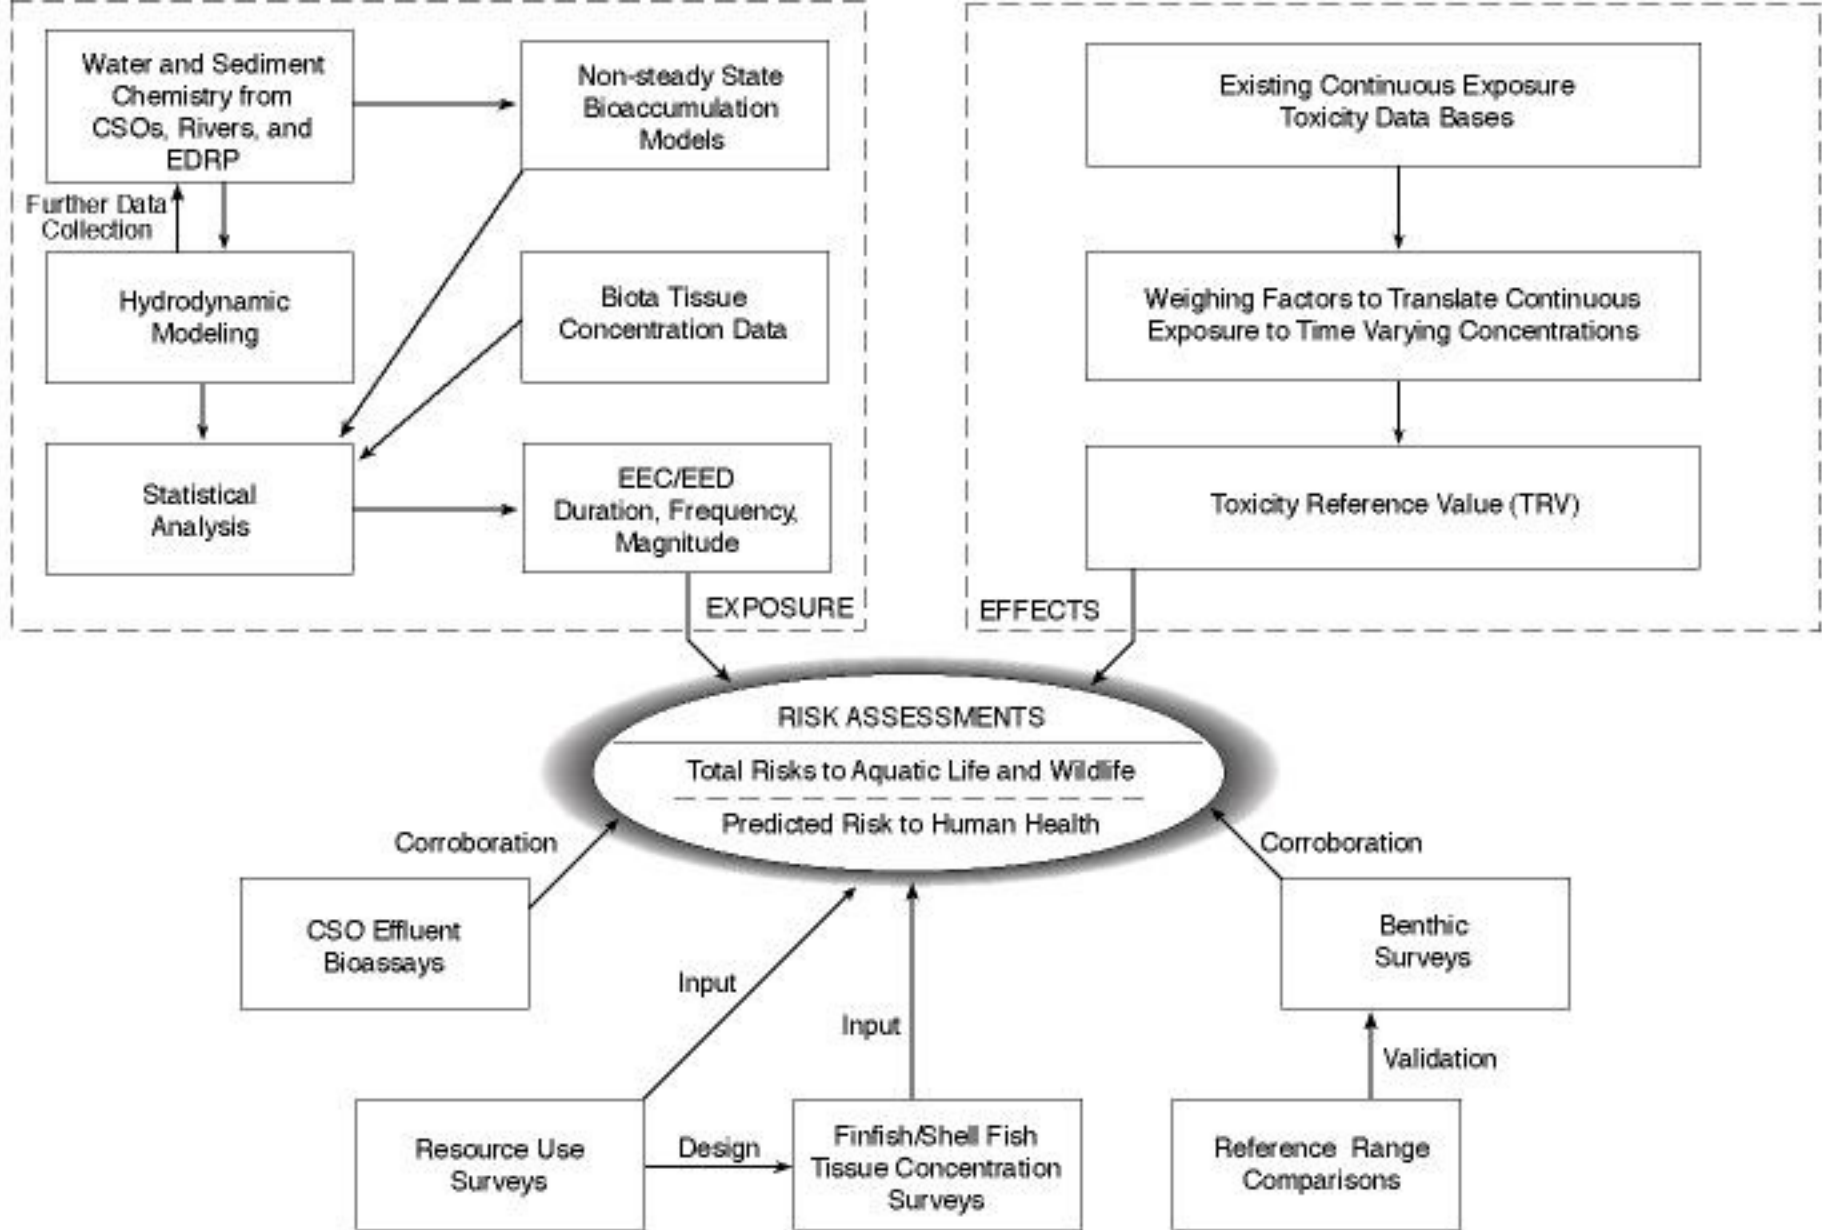 Water and Sediment
Chemistry from
CSOs, Rivers, and
EDRP
Non-steady State
Bioaccumulation
Models
Further Data
Collection
Hydrodynamic
Modeling
Biota Tissue
Concentration Data
Statistical
Analysis
EEC/EED
Duration, Frequency,
Magnitude
EXPOSURE
Existing Continuous Exposure
Toxicity Data Bases
Weighing Factors to Translate Continuous
Exposure to Time Varying Concentrations
Toxicity Reference Value (TRV)
EFFECTS
RISK ASSESSMENTS
Total Risks to Aquatic Life and Wildlife
Predicted Risk to Human Health
Corroboration
CSO Effluent
Bioassays
Corroboration
Benthic
Surveys
Input
Input
Validation
Resource Use
Surveys
Design
Finfish/Shell Fish
Tissue Concentration
Surveys
Reference Range
Comparisons